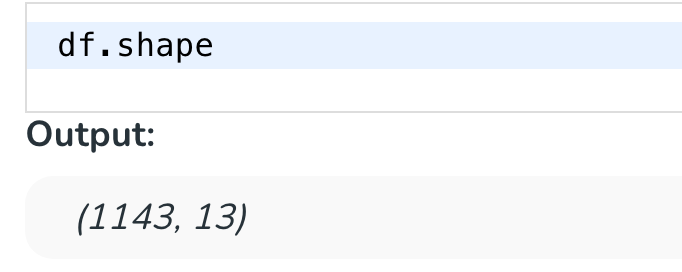 df.shape
Output:
(1143, 13)